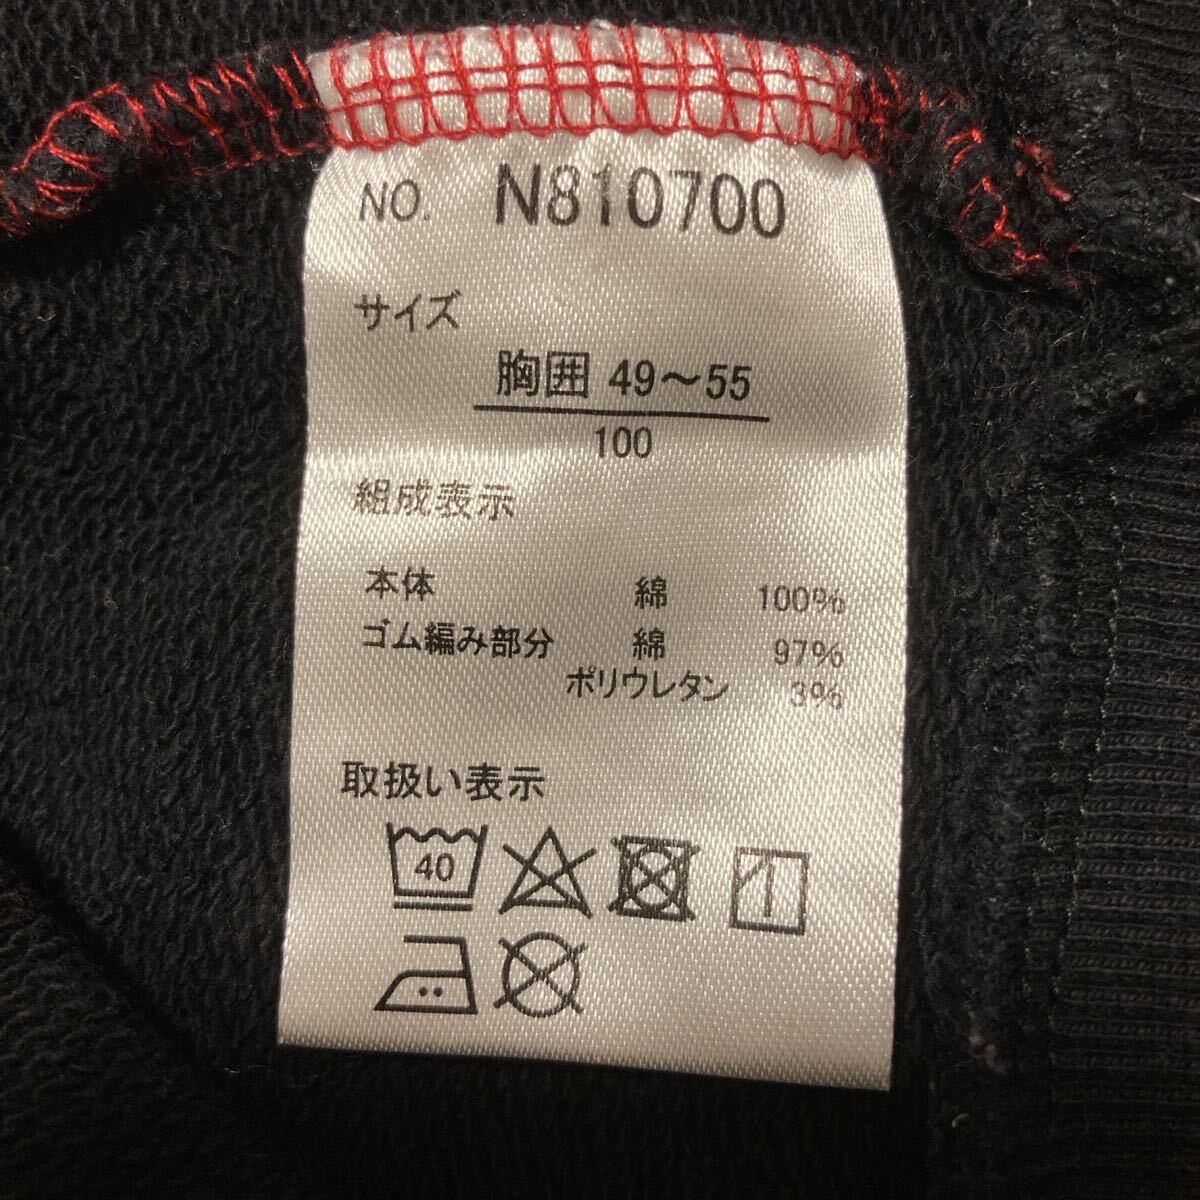 NO. N810700
サイズ
胸囲 49～55
100
組成表示
本体 綿 100%
ゴム編み部分 綿 97%
ポリウレタン 3%
取扱い表示
40